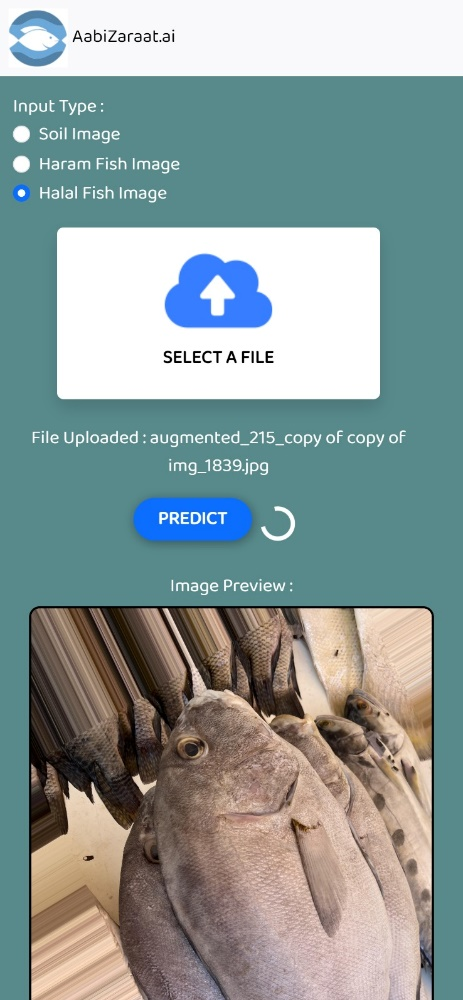 AabiZaraat.ai
Input Type :
Soil Image
Haram Fish Image
Halal Fish Image
SELECT A FILE
File Uploaded : augmented_215_copy of copy of
img_1839.jpg
PREDICT
Image Preview :